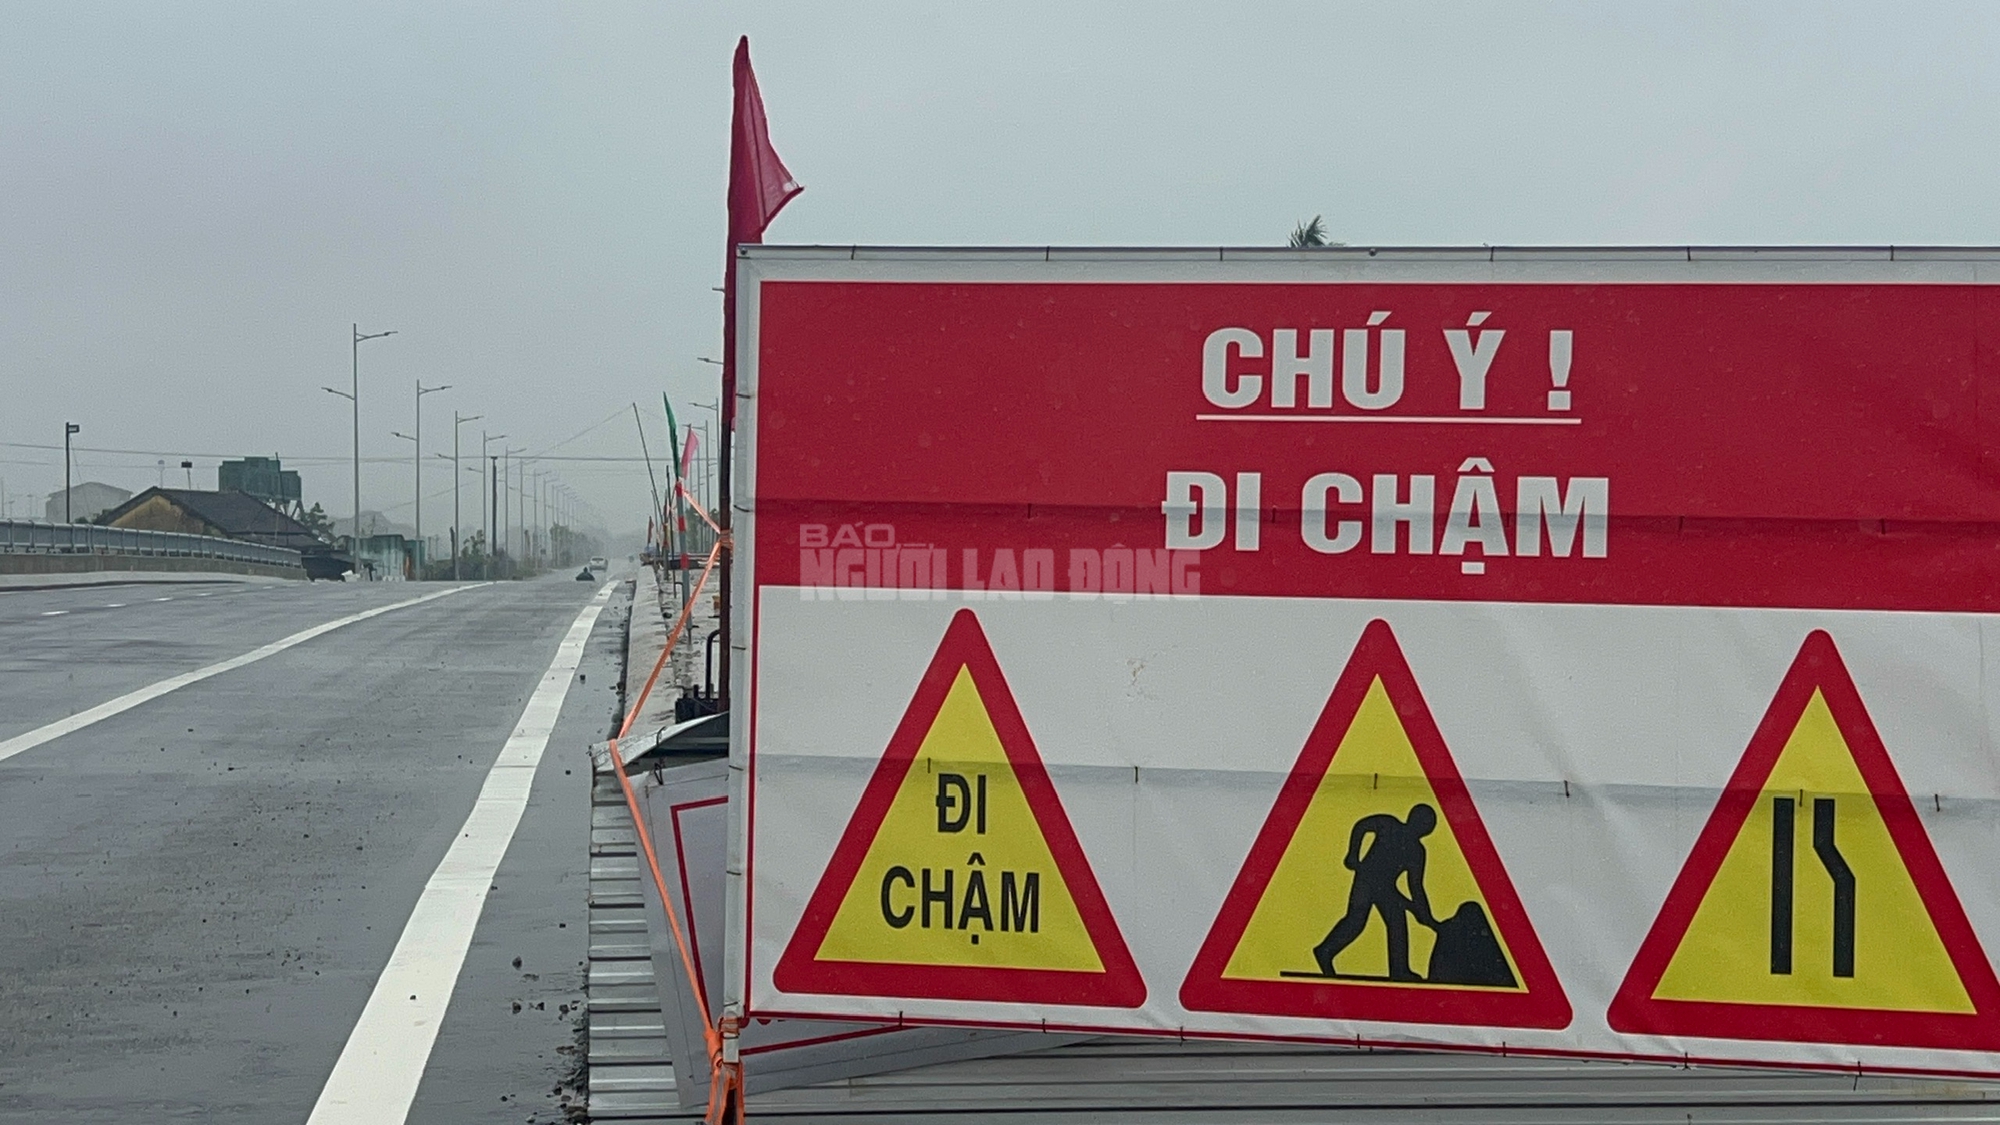 CHÚ Ý !
ĐI CHẬM
BÁO
NGƯỜI LAO ĐỘNG
ĐI
CHẬM